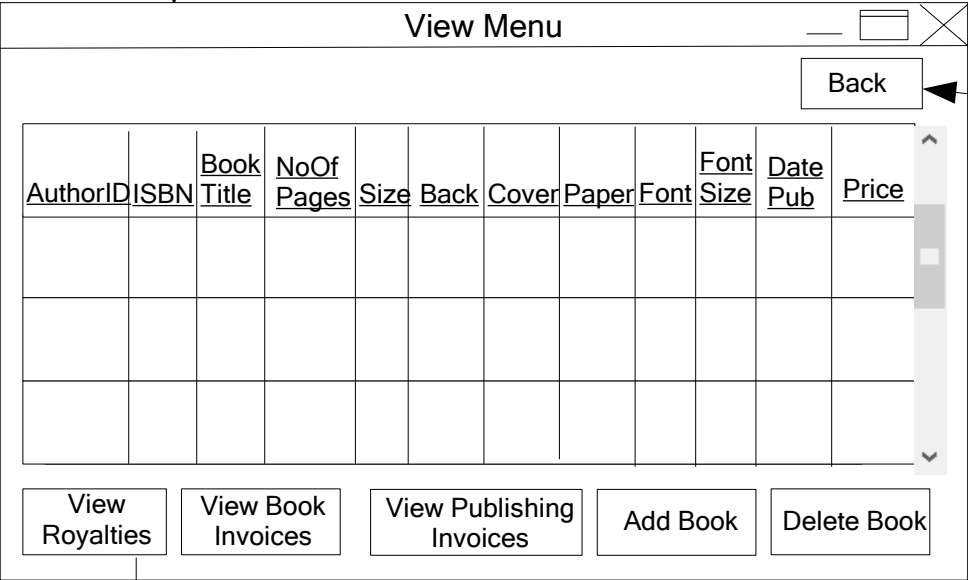 View Menu
Back
AuthorID ISBN Book Title NoOf Pages Size Back Cover Paper Font Font Size Date Pub Price
View Royalties
View Book Invoices
View Publishing Invoices
Add Book
Delete Book